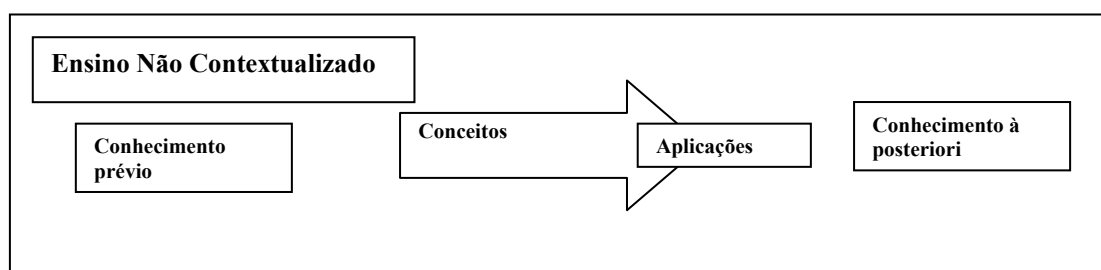 Ensino Não Contextualizado
Conhecimento
prévio
Conceitos
Aplicações
Conhecimento à
posteriori